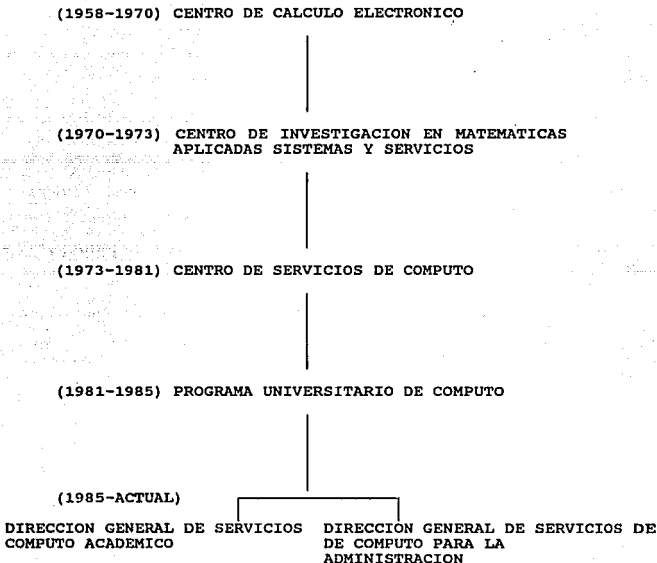 (1958-1970) CENTRO DE CALCULO ELECTRONICO
(1970-1973) CENTRO DE INVESTIGACION EN MATEMATICAS
APLICADAS SISTEMAS Y SERVICIOS
(1973-1981) CENTRO DE SERVICIOS DE COMPUTO
(1981-1985) PROGRAMA UNIVERSITARIO DE COMPUTO
(1985-ACTUAL)
DIRECCION GENERAL DE SERVICIOS
COMPUTO ACADEMICO
DIRECCION GENERAL DE SERVICIOS DE
DE COMPUTO PARA LA
ADMINISTRACION